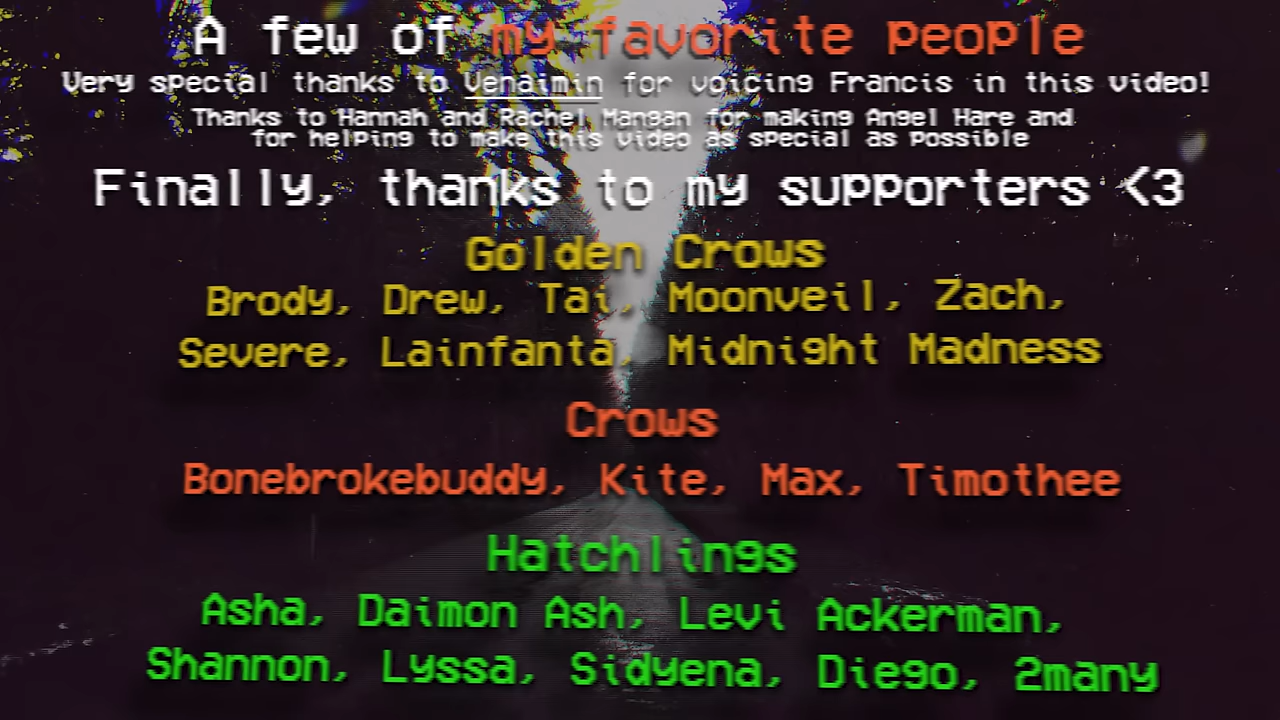 A few of my favorite people
Very special thanks to Venaimin for voicing Francis in this video!
Thanks to Hannah and Rachel Mangan for making Angel Hare and
for helping to make this video as special as possible
Finally, thanks to my supporters <3
Golden Crows
Brody, Drew, Tai, Moonveil, Zach,
Severe, Lainfanta, Midnight Madness
Crows
Bonebrokebuddy, Kite, Max, Timothee
Hatchlings
Asha, Daimon Ash, Levi Ackerman,
Shannon, Lyssa, Sidyena, Diego, 2many